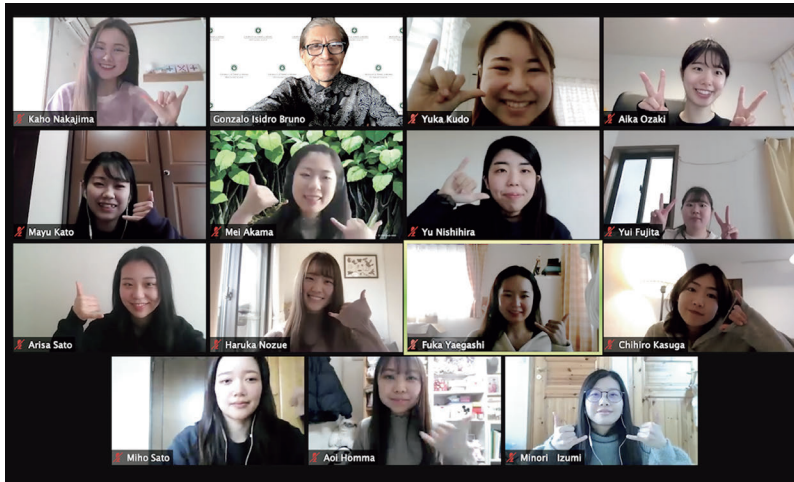 Kaho Nakajima
Gonzalo Isidro Bruno
Yuka Kudo
Aika Ozaki
Mayu Kato
Mei Akama
Yu Nishihira
Yui Fujita
Arisa Sato
Haruka Nozue
Fuka Yaegashi
Chihiro Kasuga
Miho Sato
Aoi Homma
Minori Izumi